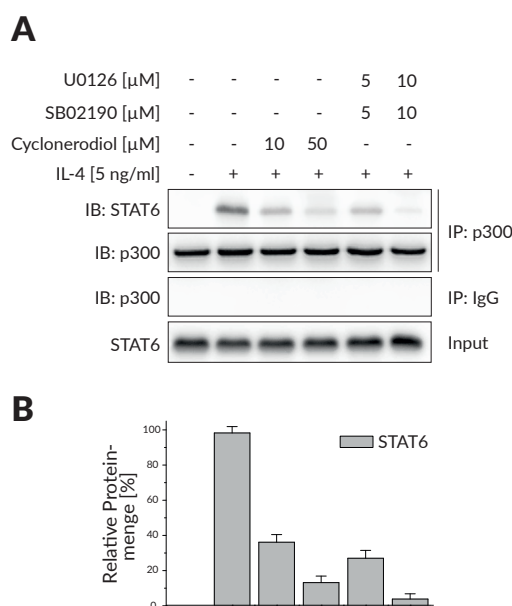 A
U0126 [µM] - - - - 5 10
SB02190 [µM] - - - - 5 10
Cyclonerodiol [µM] - - 10 50 - -
IL-4 [5 ng/ml] - + + + + +
IB: STAT6
IP: p300
IB: p300
IB: p300 IP: IgG
STAT6 Input
B
Relative Protein-
menge [%]
100
80
60
40
20
0
STAT6